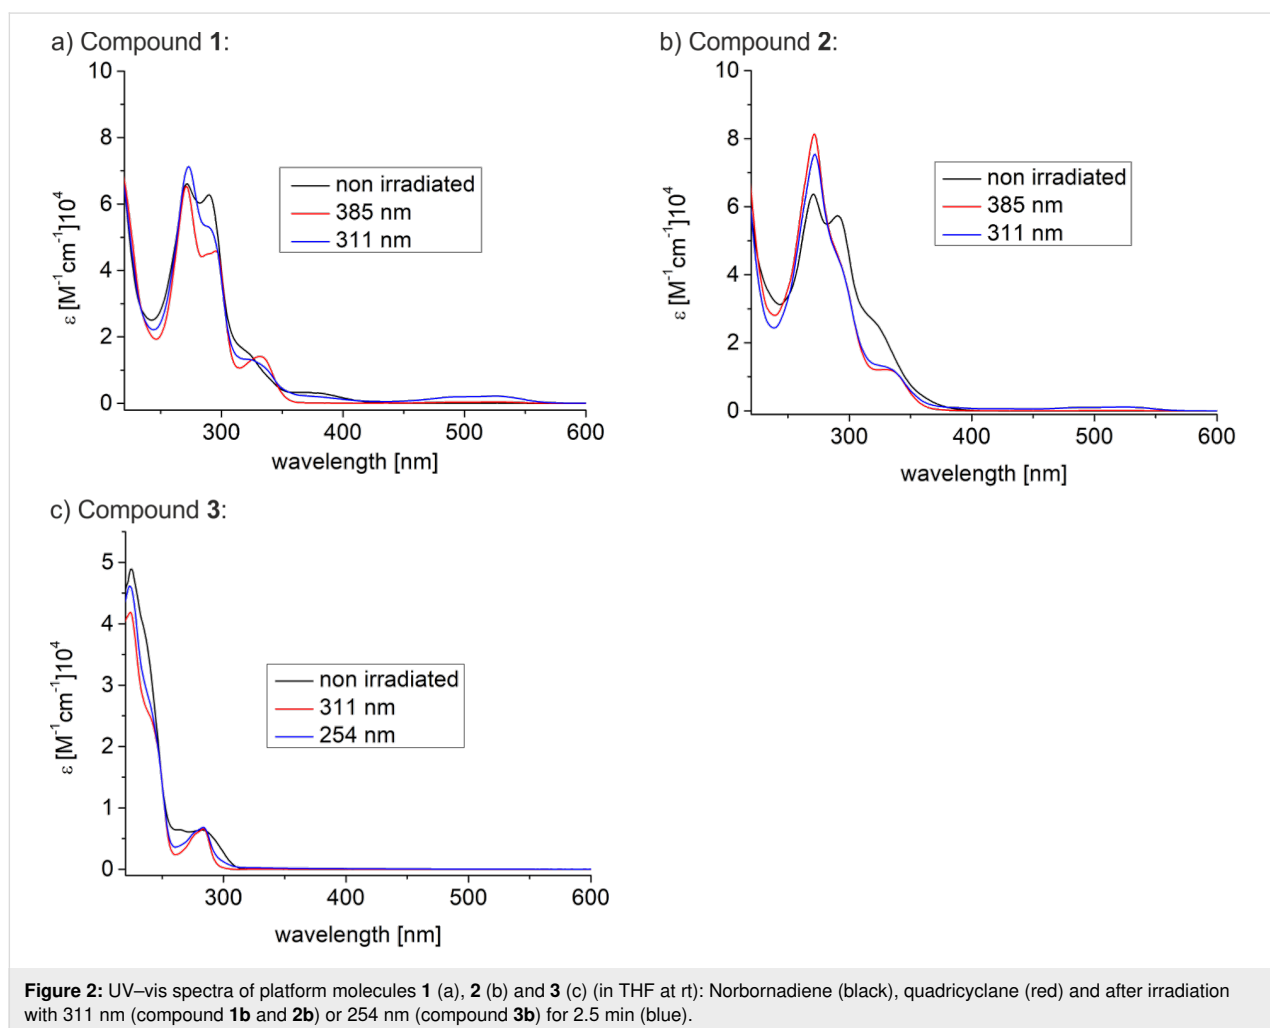 a) Compound 1:
10
8
6
4
2
0
ε [M⁻¹cm⁻¹]10⁴
non irradiated
385 nm
311 nm
300
400
500
600
wavelength [nm]
b) Compound 2:
10
8
6
4
2
0
ε [M⁻¹cm⁻¹]10⁴
non irradiated
385 nm
311 nm
300
400
500
600
wavelength [nm]
c) Compound 3:
5
4
3
2
1
0
ε [M⁻¹cm⁻¹]10⁴
non irradiated
311 nm
254 nm
300
400
500
600
wavelength [nm]
Figure 2: UV–vis spectra of platform molecules 1 (a), 2 (b) and 3 (c) (in THF at rt): Norbornadiene (black), quadricyclane (red) and after irradiation
with 311 nm (compound 1b and 2b) or 254 nm (compound 3b) for 2.5 min (blue).